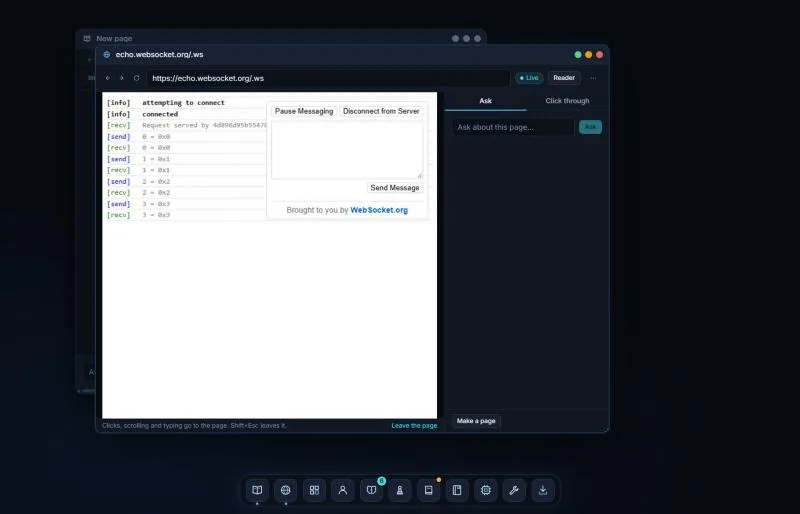 New page
echo.websocket.org/.ws
https://echo.websocket.org/.ws
Live
Reader
...
[info] attempting to connect
[info] connected
[recv] Request served by
[send] 0 = 0x0
[recv] 0 = 0x0
[send] 1 = 0x1
[recv] 1 = 0x1
[send] 2 = 0x2
[recv] 2 = 0x2
[send] 3 = 0x3
[recv] 3 = 0x3
Pause Messaging
Disconnect from Server
Send Message
Brought to you by WebSocket.org
Clicks, scrolling and typing go to the page. Shift+Esc leaves it.
Leave the page
Ask
Click through
Ask about this page...
Ask
Make a page
6